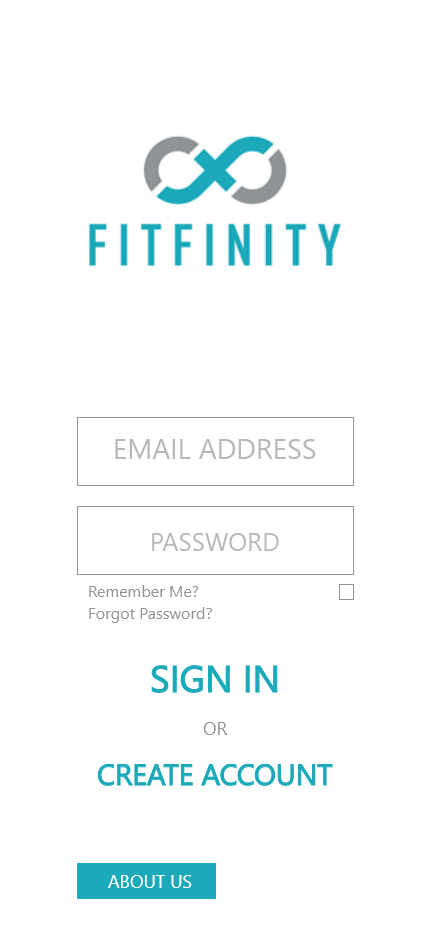 FITFINITY
EMAIL ADDRESS
PASSWORD
Remember Me?
Forgot Password?
SIGN IN
OR
CREATE ACCOUNT
ABOUT US